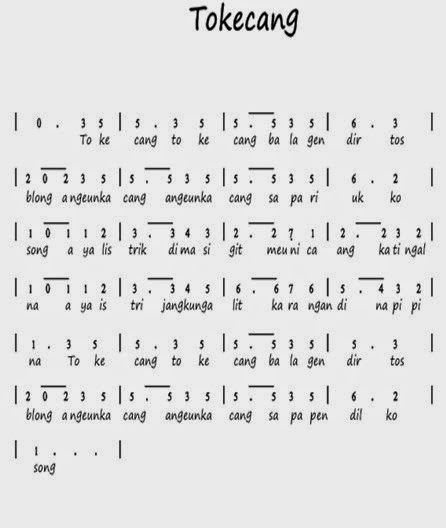 Tokecang
| 0 . 3 5 | 5 . 3 5 | 5 . 5 3 5 | 6 . 3 |
To ke cang to ke cang ba la gen dir tos
| 2 0 2 3 5 | 5 . 5 3 5 | 5 . 5 3 5 | 6 . 2 |
blong angeunka cang angeunka cang sa pa ri uk ko
| 1 0 1 1 2 | 3 . 3 4 3 | 2 . 2 7 1 | 2 . 2 3 2 |
song a ya lis trik di ma si git meu ni ca ang ka ti ngal
| 1 0 1 1 2 | 3 . 3 4 5 | 6 . 6 7 6 | 5 . 4 3 2 |
na a ya is tri jangkunga lit ka ra ngan di na pi pi
| 1 . 3 5 | 5 . 3 5 | 5 . 5 3 5 | 5 . 3 |
na To ke cang to ke cang ba la gen dir tos
| 2 0 2 3 5 | 5 . 5 3 5 | 5 . 5 3 5 | 6 . 2 |
blong angeunka cang angeunka cang sa pa pen dil ko
| 1 . . . |
song